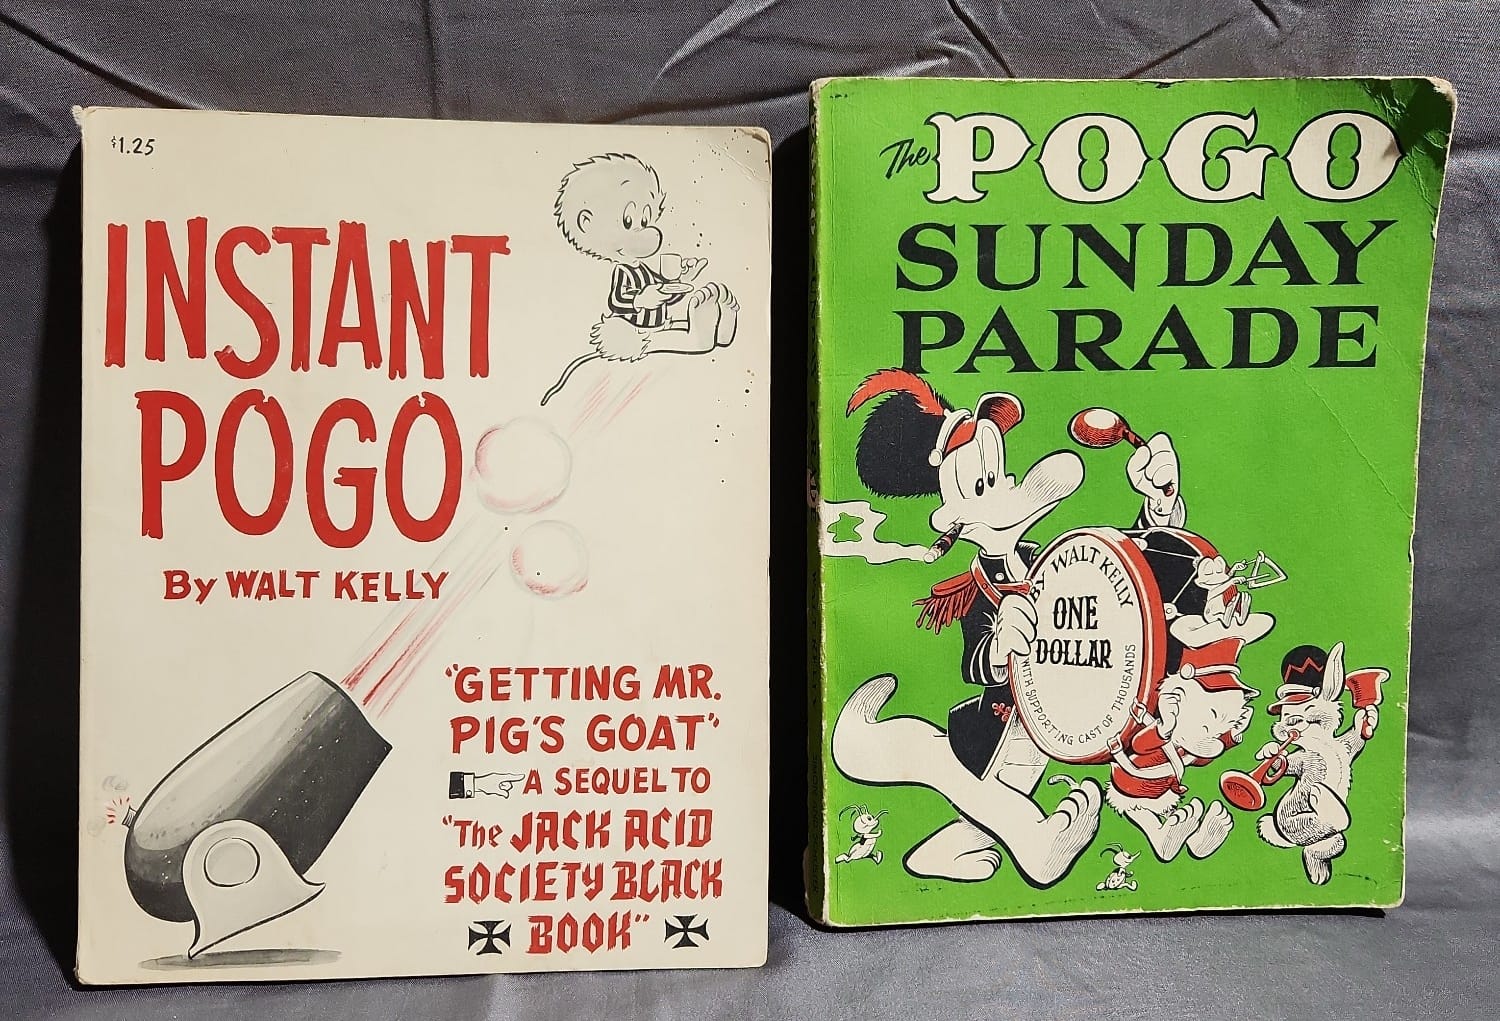 $1.25
INSTANT
POGO
By WALT KELLY
"GETTING MR.
PIG'S GOAT"
A SEQUEL TO
"The JACK ACID
SOCIETY BLACK
BOOK"
The POGO
SUNDAY
PARADE
BY WALT KELLY
ONE
DOLLAR
WITH SUPPORTING CAST OF THOUSANDS